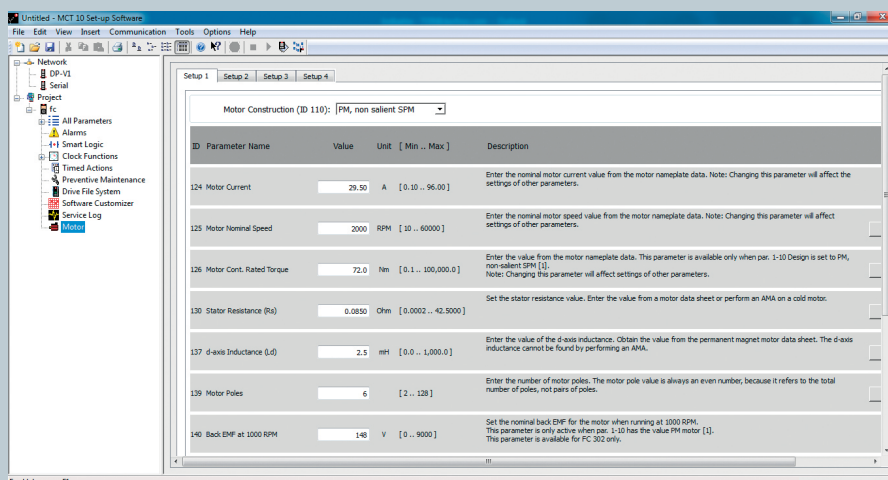 Untitled - MCT 10 Set-up Software
File Edit View Insert Communication Tools Options Help
Network
DP-V1
Serial
Project
fc
All Parameters
Alarms
Smart Logic
Clock Functions
Timed Actions
Preventive Maintenance
Drive File System
Software Customizer
Service Log
Motor
Setup 1 Setup 2 Setup 3 Setup 4
Motor Construction (ID 110): PM, non salient SPM
ID Parameter Name Value Unit [ Min .. Max ] Description
124 Motor Current 29.50 A [ 0.10 .. 96.00 ]
Enter the nominal motor current value from the motor nameplate data. Note: Changing this parameter will affect the
settings of other parameters.
125 Motor Nominal Speed 2000 RPM [ 10 .. 60000 ]
Enter the nominal motor speed value from the motor nameplate data. Note: Changing this parameter will affect
settings of other parameters.
126 Motor Cont. Rated Torque 72.0 Nm [ 0.1 .. 100,000.0 ]
Enter the value from the motor nameplate data. This parameter is available only when par. 1-10 Design is set to PM,
non-salient SPM [1].
Note: Changing this parameter will affect settings of other parameters.
130 Stator Resistance (Rs) 0.0850 Ohm [ 0.0002 .. 42.5000 ]
Set the stator resistance value. Enter the value from a motor data sheet or perform an AMA on a cold motor.
137 d-axis Inductance (Ld) 2.5 mH [ 0.0 .. 1,000.0 ]
Enter the value of the d-axis inductance. Obtain the value from the permanent magnet motor data sheet. The d-axis
inductance cannot be found by performing an AMA.
139 Motor Poles 6 [ 2 .. 128 ]
Enter the number of motor poles. The motor pole value is always an even number, because it refers to the total
number of poles, not pairs of poles.
140 Back EMF at 1000 RPM 148 V [ 0 .. 9000 ]
Set the nominal back EMF for the motor when running at 1000 RPM.
This parameter is only active when par. 1-10 has the value PM motor [1].
This parameter is available for FC 302 only.